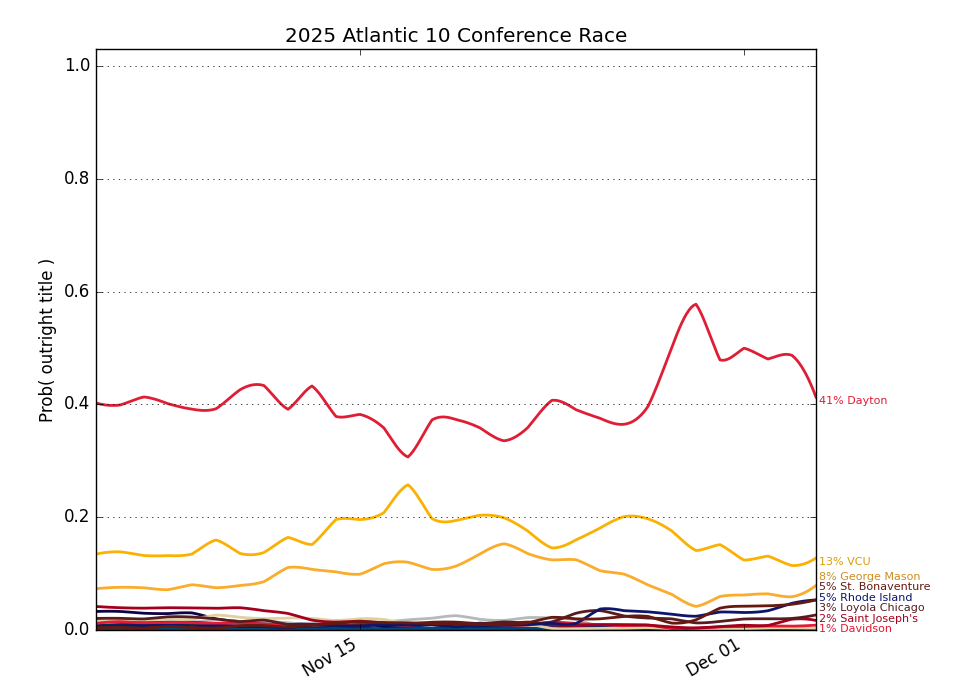 2025 Atlantic 10 Conference Race
Prob( outright title )
1.0
0.8
0.6
0.4
0.2
0.0
Nov 15
Dec 01
41% Dayton
13% VCU
8% George Mason
5% St. Bonaventure
5% Rhode Island
3% Loyola Chicago
2% Saint Joseph's
1% Davidson